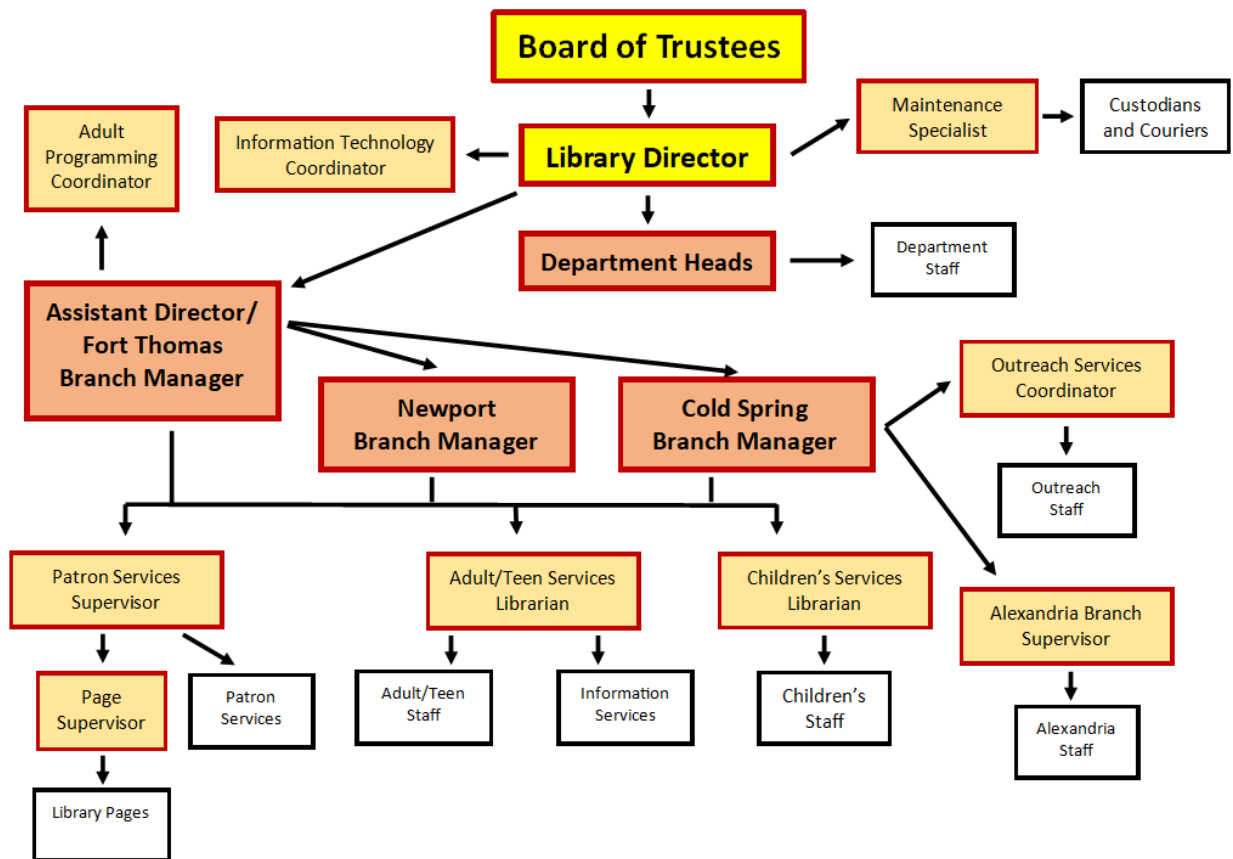 Board of Trustees
Maintenance
Specialist
Custodians
and Couriers
Adult
Programming
Coordinator
Information Technology
Coordinator
Library Director
Department Heads
Department
Staff
Assistant Director/
Fort Thomas
Branch Manager
Newport
Branch Manager
Cold Spring
Branch Manager
Outreach Services
Coordinator
Outreach
Staff
Patron Services
Supervisor
Adult/Teen Services
Librarian
Children’s Services
Librarian
Alexandria Branch
Supervisor
Page
Supervisor
Patron
Services
Adult/Teen
Staff
Information
Services
Children’s
Staff
Alexandria
Staff
Library Pages